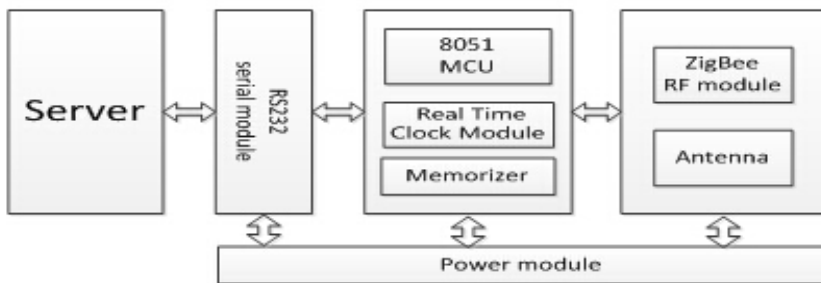 Server
RS232
serial module
8051
MCU
Real Time
Clock Module
Memorizer
ZigBee
RF module
Antenna
Power module